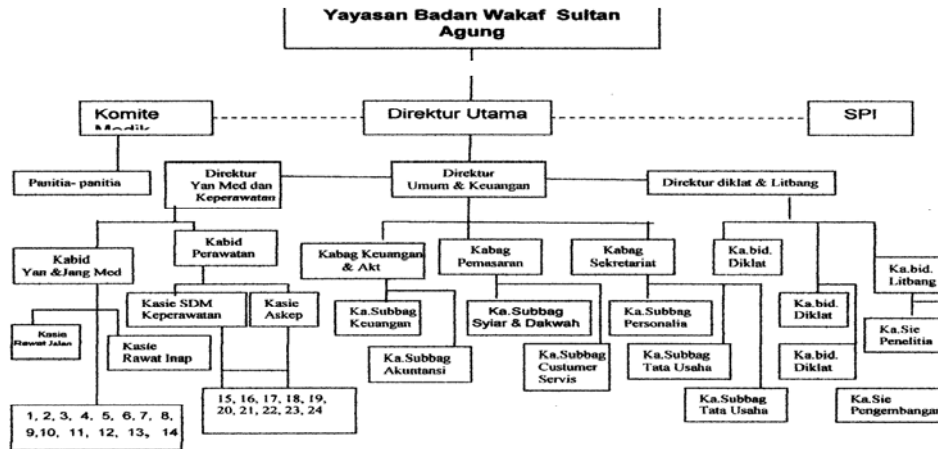 Yayasan Badan Wakaf Sultan
Agung
Komite
Medik
Direktur Utama
SPI
Panitia- panitia
Direktur
Yan Med dan
Keperawatan
Direktur
Umum & Keuangan
Direktur diklat & Litbang
Kabid
Yan &Jang Med
Kabid
Perawatan
Kabag Keuangan
& Akt
Kabag
Pemasaran
Kabag
Sekretariat
Ka.bid.
Diklat
Ka.bid.
Litbang
Kasie
Rawat Jalan
Kasie
Rawat Inap
Kasie SDM
Keperawatan
Kasie
Askep
Ka.Subbag
Keuangan
Ka.Subbag
Akuntansi
Ka.Subbag
Syiar & Dakwah
Ka.Subbag
Custumer
Servis
Ka.Subbag
Personalia
Ka.Subbag
Tata Usaha
Ka.Subbag
Tata Usaha
Ka.bid.
Diklat
Ka.bid.
Diklat
Ka.Sie
Penelitia
Ka.Sie
Pengembangan
1, 2, 3, 4, 5, 6,7, 8,
9,10, 11, 12, 13, 14
15, 16, 17, 18, 19,
20, 21, 22, 23, 24